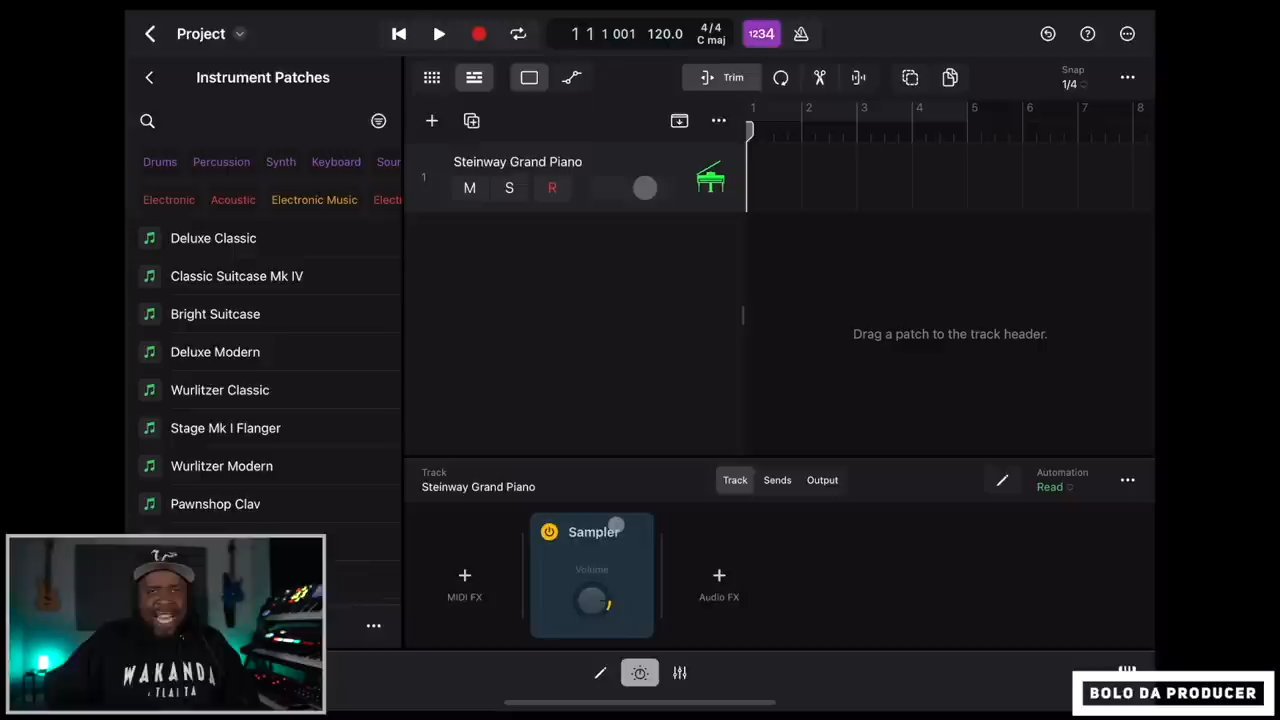 Project
1 1 1 001 120.0
4/4
C maj
1234
Instrument Patches
Trim
Snap
1/4
1 2 3 4 5 6 7 8
Drums Percussion Synth Keyboard Sour
Electronic Acoustic Electronic Music Electi
1
Steinway Grand Piano
M S R
Deluxe Classic
Classic Suitcase Mk IV
Bright Suitcase
Deluxe Modern
Wurlitzer Classic
Stage Mk I Flanger
Wurlitzer Modern
Pawnshop Clav
Drag a patch to the track header.
Track
Steinway Grand Piano
Track Sends Output
Automation
Read
Sampler
Volume
MIDI FX
Audio FX
WAKANDA
BOLO DA PRODUCER